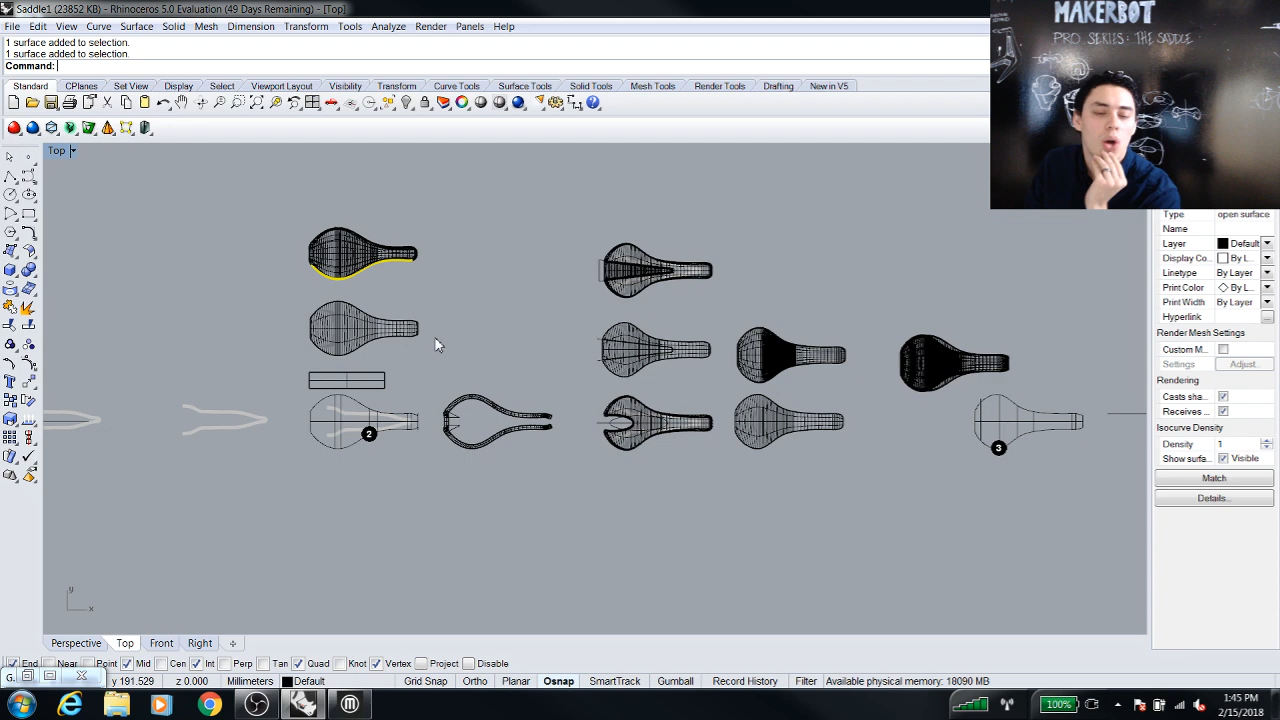 Saddle1 (23852 KB) - Rhinoceros 5.0 Evaluation (49 Days Remaining) - [Top]
File Edit View Curve Surface Solid Mesh Dimension Transform Tools Analyze Render Panels Help
1 surface added to selection.
1 surface added to selection.
Command:
Standard CPlanes Set View Display Select Viewport Layout Visibility Transform Curve Tools Surface Tools Solid Tools Mesh Tools Render Tools Drafting New in V5
MAKERBOT
PRO SERIES: THE SADDLE
Top
Type open surface
Name
Layer Default
Display Co... By L...
Linetype By Layer
Print Color By L...
Print Width By Layer
Hyperlink ...
Render Mesh Settings
Custom M...
Settings Adjust...
Rendering
Casts sha...
Receives ...
Isocurve Density
Density 1
Show surfa... Visible
Match
Details...
2
3
y
x
Perspective Top Front Right
End Near Point Mid Cen Int Perp Tan Quad Knot Vertex Project Disable
G... y 191.529 z 0.000 Millimeters Default Grid Snap Ortho Planar Osnap SmartTrack Gumball Record History Filter Available physical memory: 18090 MB
100% 1:45 PM
2/15/2018